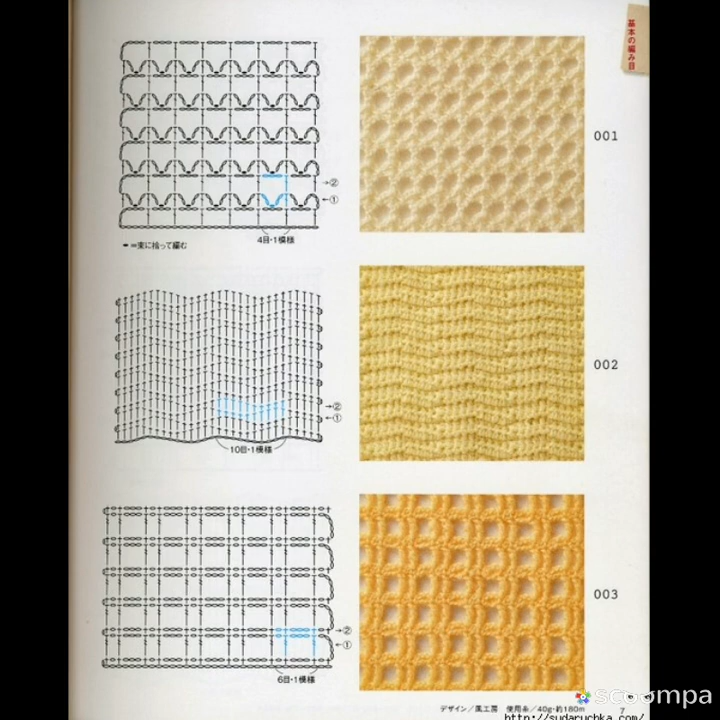 基本の編み目
001
→②
←①
4目・1模様
=束に拾って編む
002
→②
←①
10目・1模様
003
→②
←①
6目・1模様
デザイン／風工房 使用糸／40g・約180m
7
http://sudaruchka.com/
scoompa